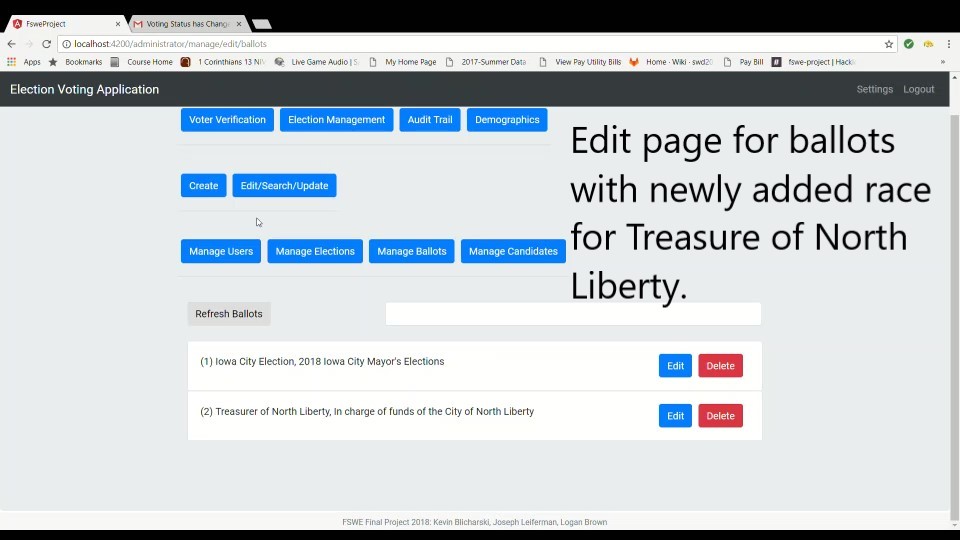 FsweProject
Voting Status has Chang
localhost:4200/administrator/manage/edit/ballots
Apps Bookmarks Course Home 1 Corinthians 13 NIV Live Game Audio | S My Home Page 2017-Summer Data View Pay Utility Bills Home · Wiki · swd20 Pay Bill fswe-project | Hack
Election Voting Application Settings Logout
Voter Verification Election Management Audit Trail Demographics
Edit page for ballots
with newly added race
for Treasure of North
Liberty.
Create Edit/Search/Update
Manage Users Manage Elections Manage Ballots Manage Candidates
Refresh Ballots
(1) Iowa City Election, 2018 Iowa City Mayor's Elections Edit Delete
(2) Treasurer of North Liberty, In charge of funds of the City of North Liberty Edit Delete
FSWE Final Project 2018: Kevin Blicharski, Joseph Leiferman, Logan Brown